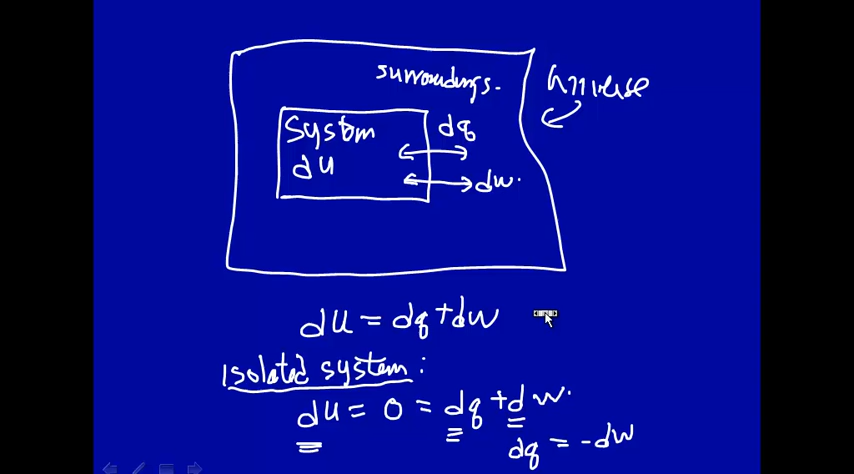 surroundings.
Universe
System
dq
dU
dw.
dU = dq + dw
Isolated system:
dU = 0 = dq + dw.
dq = -dw